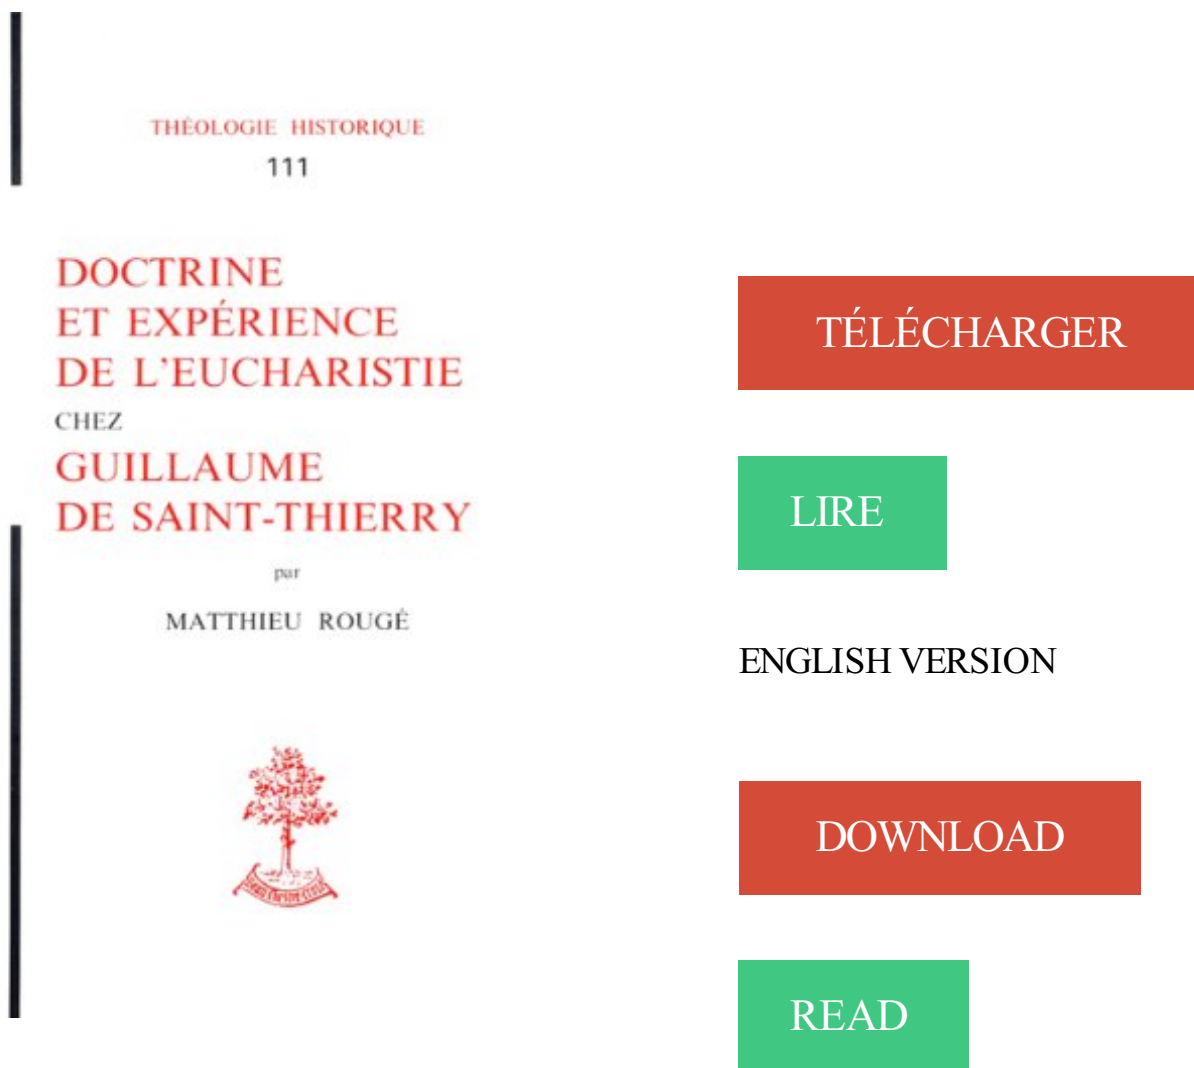 THÉOLOGIE HISTORIQUE
111
DOCTRINE
ET EXPÉRIENCE
DE L'EUCHARISTIE
CHEZ
GUILLAUME
DE SAINT-THIERRY
par
MATTHIEU ROUGÉ
TÉLÉCHARGER
LIRE
ENGLISH VERSION
DOWNLOAD
READ